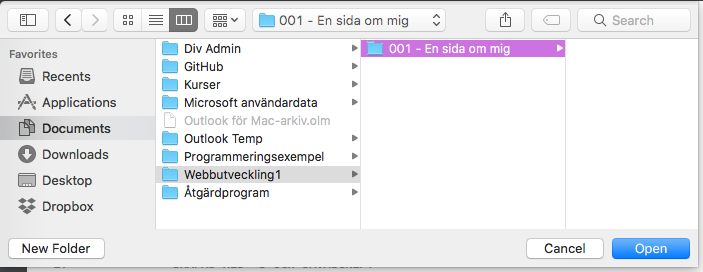 001 - En sida om mig
Search
Favorites
Recents
Applications
Documents
Downloads
Desktop
Dropbox
Div Admin
GitHub
Kurser
Microsoft användardata
Outlook för Mac-arkiv.olm
Outlook Temp
Programmeringsexempel
Webbutveckling1
Åtgärdprogram
001 - En sida om mig
New Folder
Cancel
Open